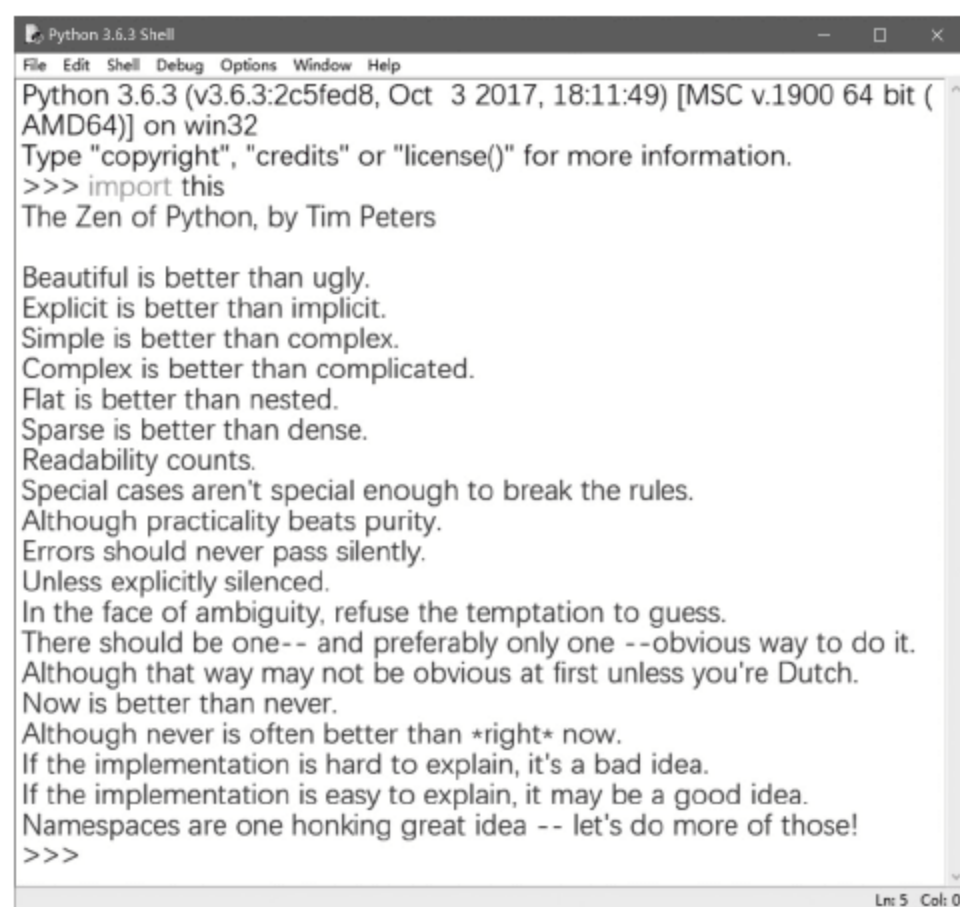 Python 3.6.3 Shell
File Edit Shell Debug Options Window Help
Python 3.6.3 (v3.6.3:2c5fed8, Oct  3 2017, 18:11:49) [MSC v.1900 64 bit (
AMD64)] on win32
Type "copyright", "credits" or "license()" for more information.
>>> import this
The Zen of Python, by Tim Peters

Beautiful is better than ugly.
Explicit is better than implicit.
Simple is better than complex.
Complex is better than complicated.
Flat is better than nested.
Sparse is better than dense.
Readability counts.
Special cases aren't special enough to break the rules.
Although practicality beats purity.
Errors should never pass silently.
Unless explicitly silenced.
In the face of ambiguity, refuse the temptation to guess.
There should be one-- and preferably only one --obvious way to do it.
Although that way may not be obvious at first unless you're Dutch.
Now is better than never.
Although never is often better than *right* now.
If the implementation is hard to explain, it's a bad idea.
If the implementation is easy to explain, it may be a good idea.
Namespaces are one honking great idea -- let's do more of those!
>>>
Ln: 5 Col: 0